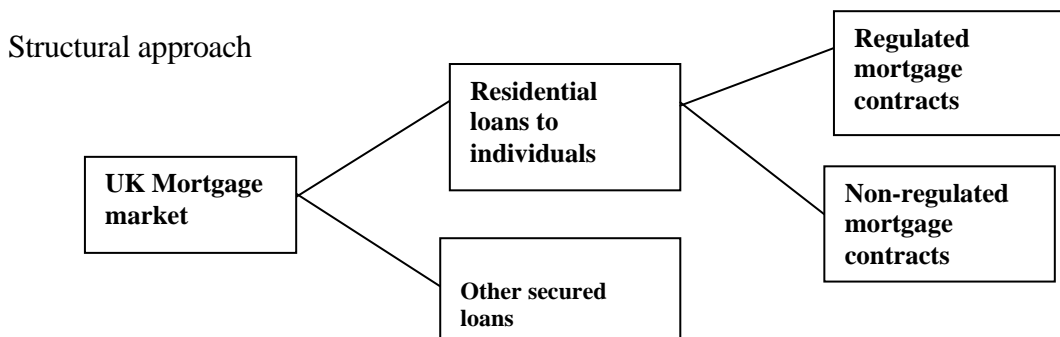 Structural approach
UK Mortgage
market
Residential
loans to
individuals
Other secured
loans
Regulated
mortgage
contracts
Non-regulated
mortgage
contracts